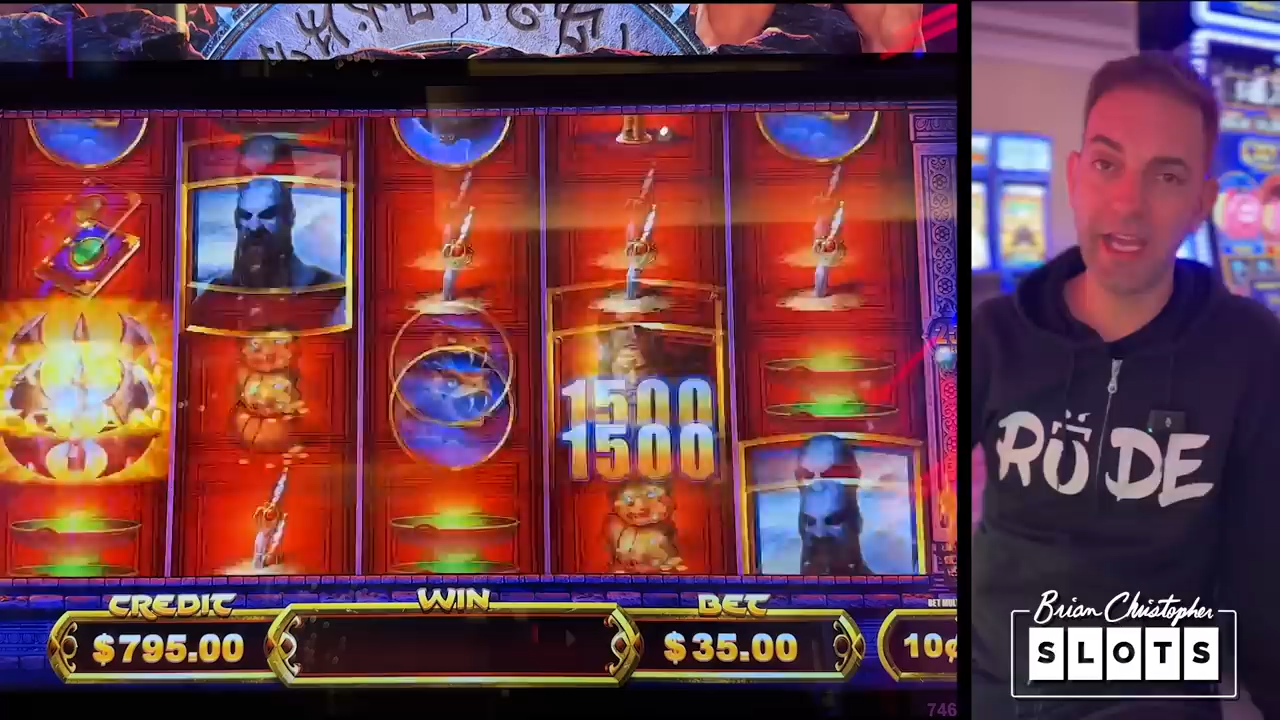 1500
1500
CREDIT
WIN
BET
$795.00
$35.00
10¢
746
RUDE
Brian Christopher
SLOTS